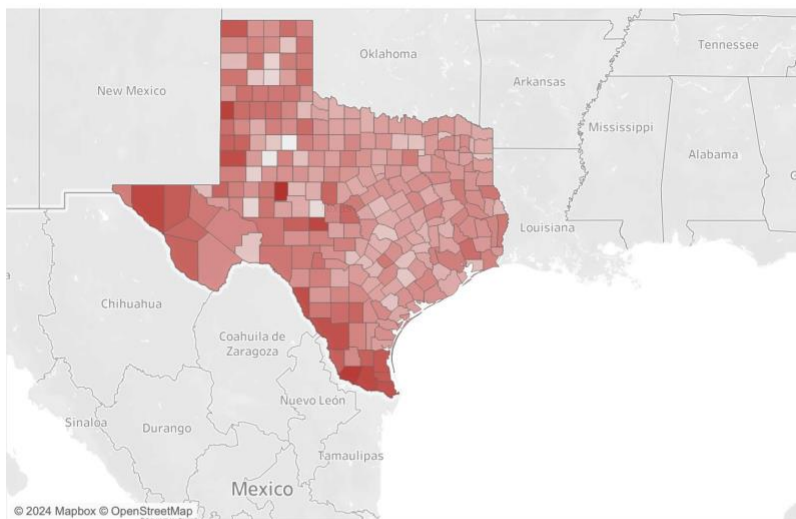 Oklahoma
Tennessee
New Mexico
Arkansas
Mississippi
Alabama
Louisiana
Chihuahua
Coahuila de
Zaragoza
Nuevo León
Sinaloa
Durango
Tamaulipas
Mexico
© 2024 Mapbox © OpenStreetMap